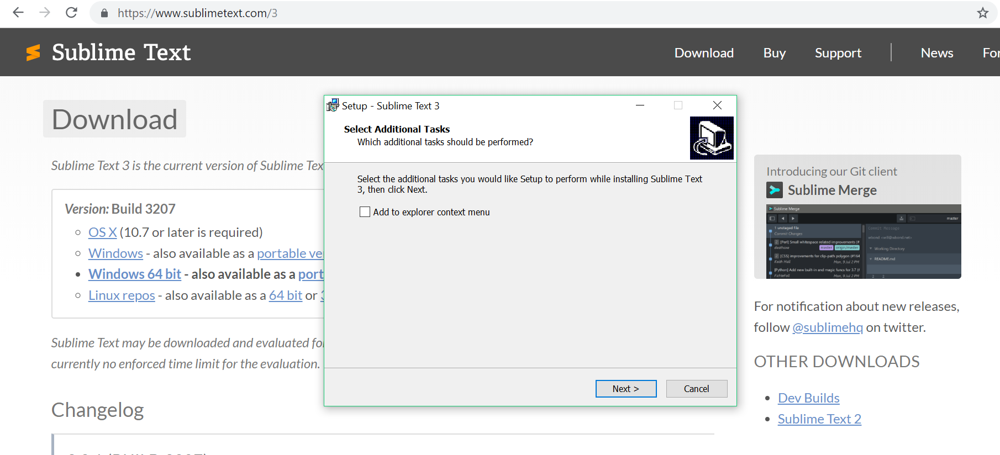 https://www.sublimetext.com/3
Sublime Text
Download Buy Support News For
Download
Sublime Text 3 is the current version of Sublime Tex
Version: Build 3207
OS X (10.7 or later is required)
Windows - also available as a portable ve
Windows 64 bit - also available as a port
Linux repos - also available as a 64 bit or
Sublime Text may be downloaded and evaluated fo
currently no enforced time limit for the evaluation.
Changelog
Setup - Sublime Text 3
Select Additional Tasks
Which additional tasks should be performed?
Select the additional tasks you would like Setup to perform while installing Sublime Text
3, then click Next.
Add to explorer context menu
Next >
Cancel
Introducing our Git client
Sublime Merge
Sublime Merge
master
1 unstaged file
Commit Changes
Commit Message
2 [Perl] Small whitespace related improvements (#
deathaxe master origin/master
wbond <will@wbond.net>
Working Directory
2 [CSS] improvements for clip-path polygon (#164
Keith Hall Mon, 9 Jul 2 PM
README.md
[Python] Add new built-in and magic funcs for 3.7 (#
FichteFoll Mon, 9 Jul 2 PM
2 2
For notification about new releases,
follow @sublimehq on twitter.
OTHER DOWNLOADS
Dev Builds
Sublime Text 2